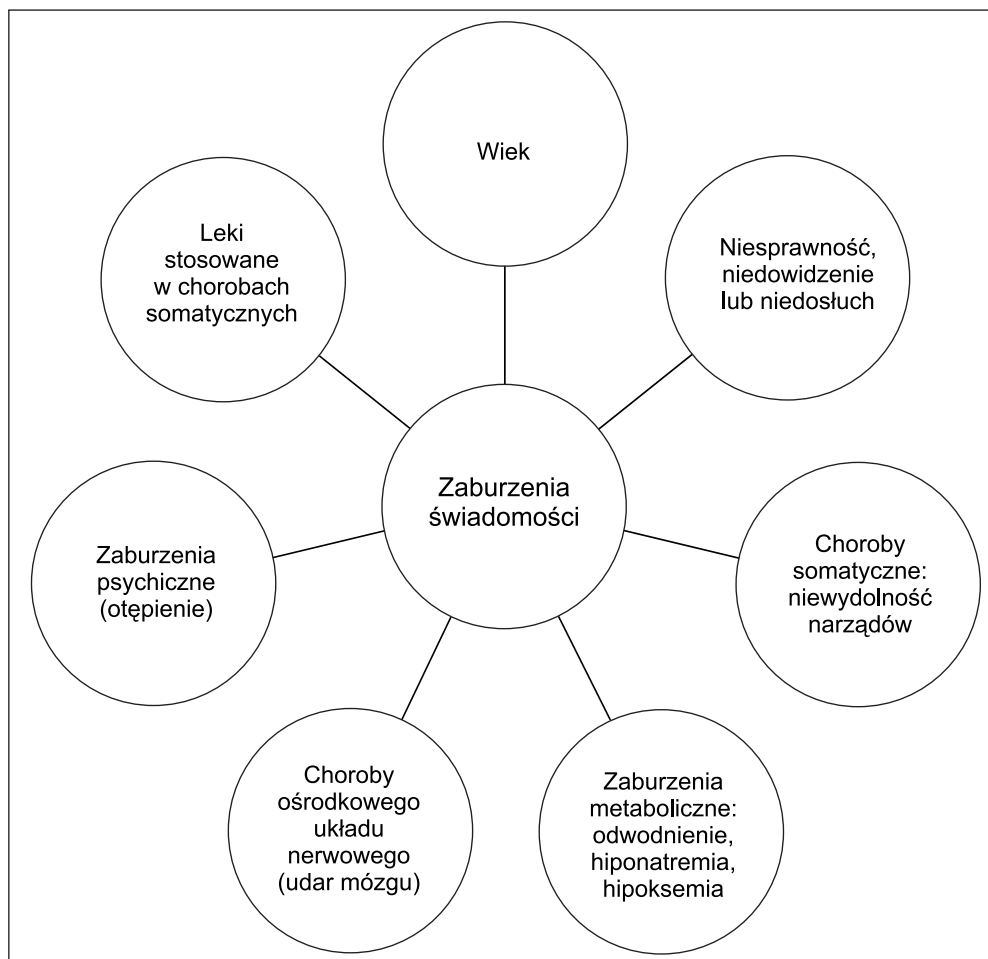 Wiek
Leki
stosowane
w chorobach
somatycznych
Niesprawność,
niedowidzenie
lub niedosłuch
Zaburzenia
świadomości
Zaburzenia
psychiczne
(otępienie)
Choroby
somatyczne:
niewydolność
narządów
Choroby
ośrodkowego
układu
nerwowego
(udar mózgu)
Zaburzenia
metaboliczne:
odwodnienie,
hiponatremia,
hipoksemia